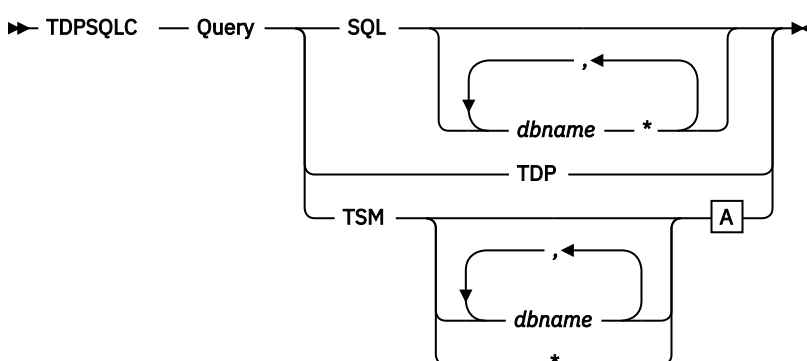 TDPSQLC Query SQL
,
dbname *
TDP
TSM A
,
dbname
*